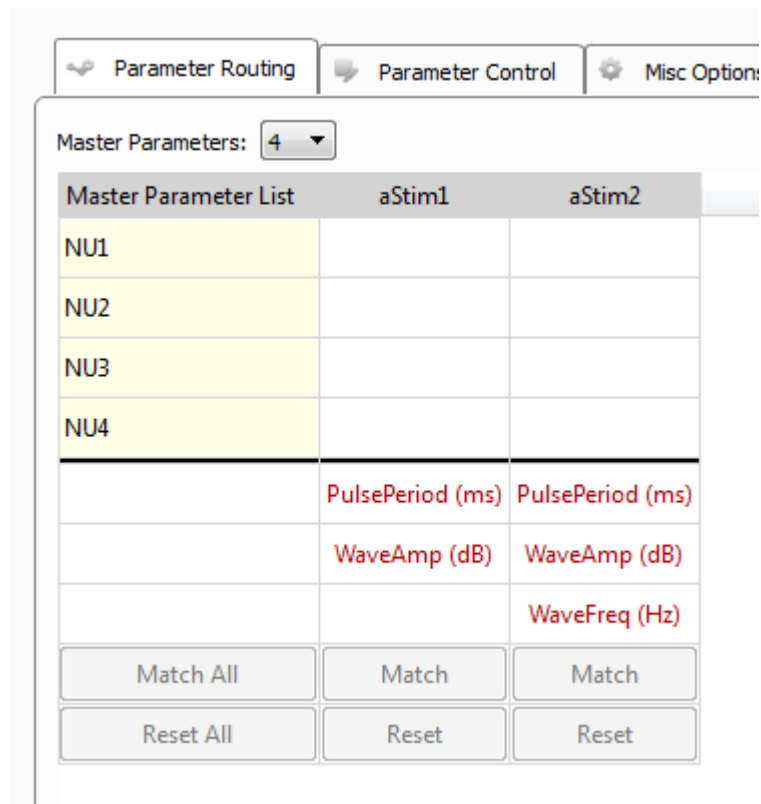 Parameter Routing Parameter Control Misc Options
Master Parameters: 4
Master Parameter List aStim1 aStim2
NU1
NU2
NU3
NU4
PulsePeriod (ms) PulsePeriod (ms)
WaveAmp (dB) WaveAmp (dB)
WaveFreq (Hz)
Match All Match Match
Reset All Reset Reset